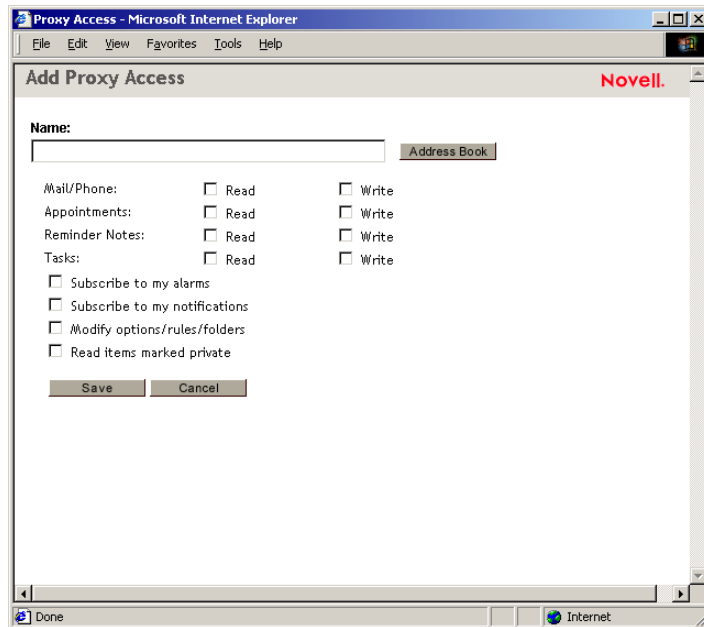 Proxy Access - Microsoft Internet Explorer
File Edit View Favorites Tools Help
Add Proxy Access Novell.
Name:
Address Book
Mail/Phone: Read Write
Appointments: Read Write
Reminder Notes: Read Write
Tasks: Read Write
Subscribe to my alarms
Subscribe to my notifications
Modify options/rules/folders
Read items marked private
Save Cancel
Done Internet